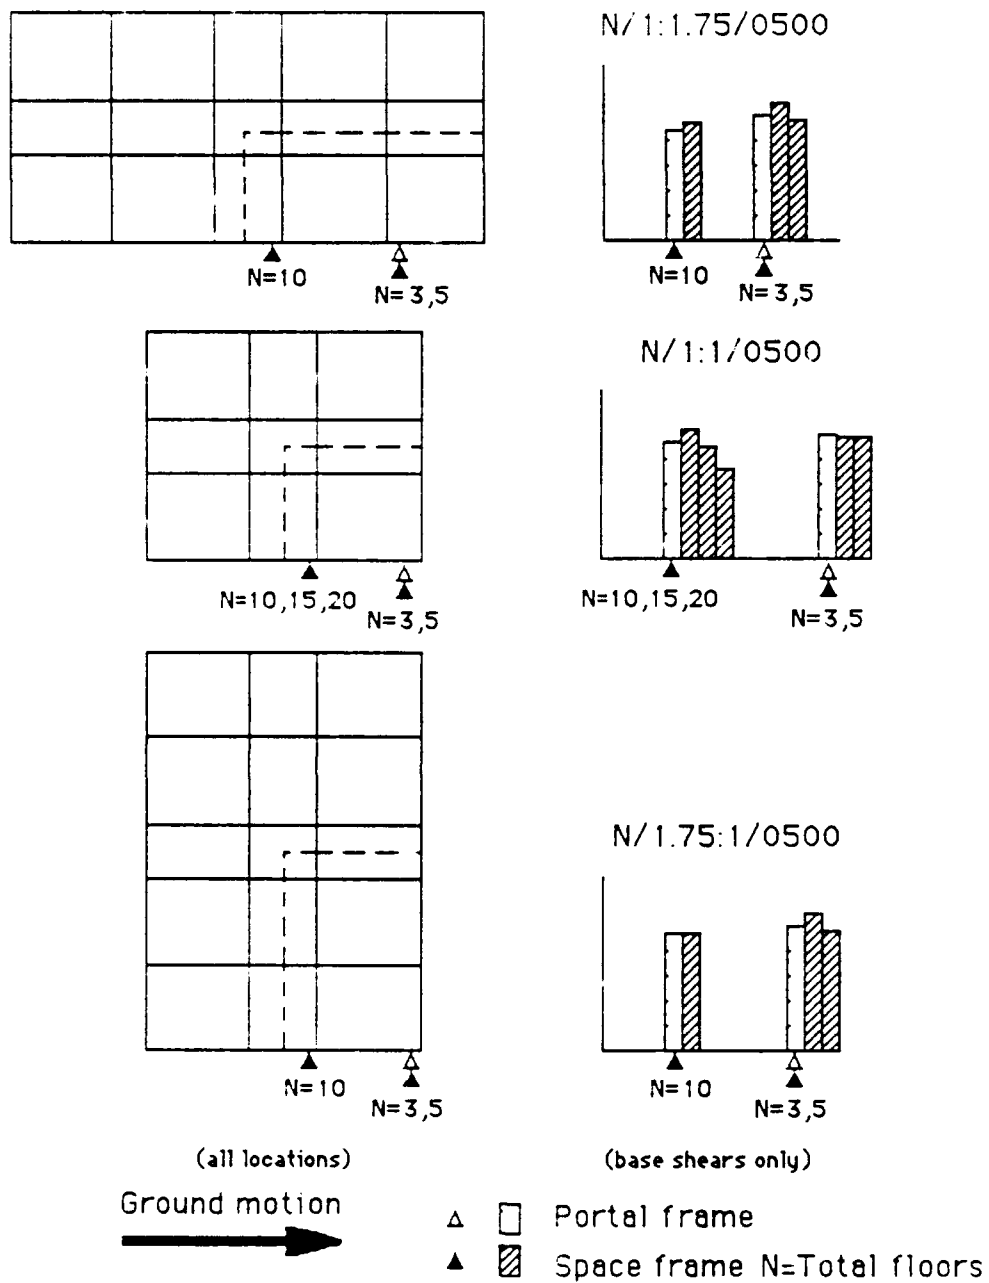 N/1:1.75/0500
N=10
N=3,5
N=10
N=3,5
N/1:1/0500
N=10,15,20
N=3,5
N=10,15,20
N=3,5
N/1.75:1/0500
N=10
N=3,5
N=10
N=3,5
(all locations)
(base shears only)
Ground motion
Portal frame
Space frame N=Total floors